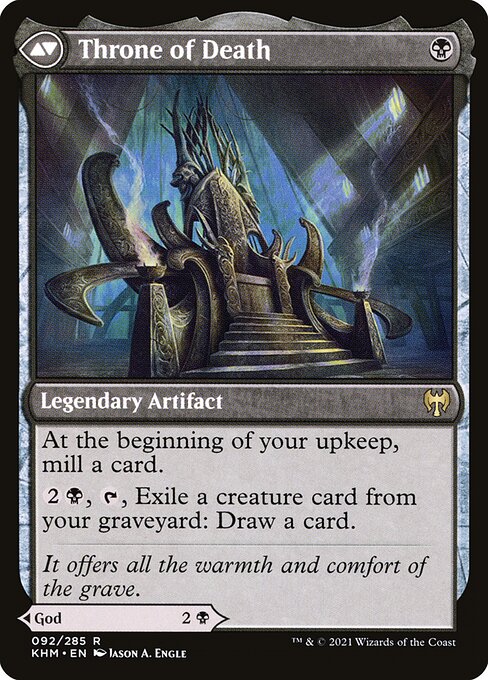 Throne of Death
Legendary Artifact
At the beginning of your upkeep,
mill a card.
2 , , Exile a creature card from
your graveyard: Draw a card.
It offers all the warmth and comfort of
the grave.
God 2
092/285 R
KHM • EN Jason A. Engle
™ & © 2021 Wizards of the Coast